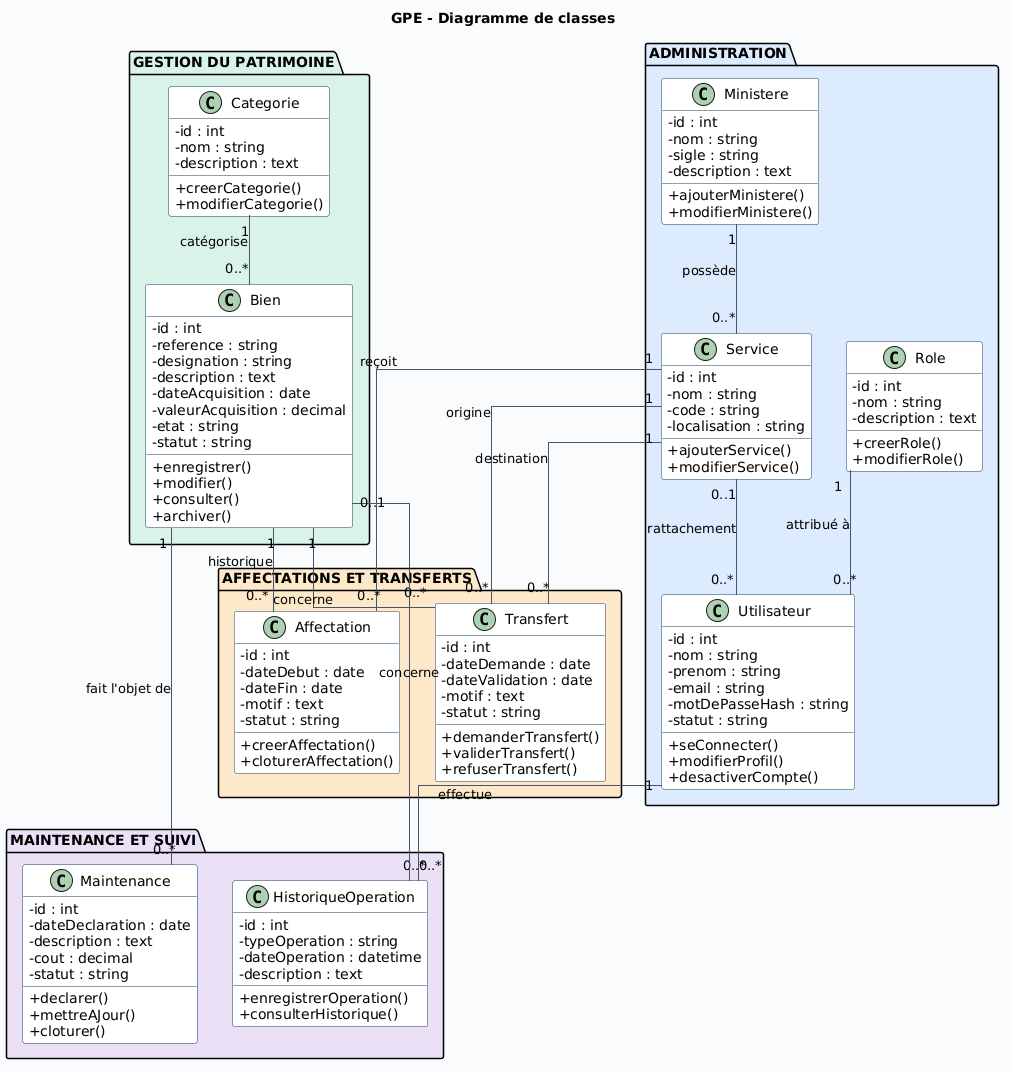 GPE - Diagramme de classes
GESTION DU PATRIMOINE
C Categorie
-id : int
-nom : string
-description : text
+creerCategorie()
+modifierCategorie()
1
catégorise
0..*
C Bien
-id : int
-reference : string
-designation : string
-description : text
-dateAcquisition : date
-valeurAcquisition : decimal
-etat : string
-statut : string
+enregistrer()
+modifier()
+consulter()
+archiver()
ADMINISTRATION
C Ministere
-id : int
-nom : string
-sigle : string
-description : text
+ajouterMinistere()
+modifierMinistere()
1
possède
0..*
C Service
-id : int
-nom : string
-code : string
-localisation : string
+ajouterService()
+modifierService()
C Role
-id : int
-nom : string
-description : text
+creerRole()
+modifierRole()
reçoit
1
origine
1
destination
1
0..1
0..1
rattachement
0..*
1
attribué à
0..*
C Utilisateur
-id : int
-nom : string
-prenom : string
-email : string
-motDePasseHash : string
-statut : string
+seConnecter()
+modifierProfil()
+desactiverCompte()
1
1
1
historique
AFFECTATIONS ET TRANSFERTS
0..*
concerne
0..*
0..*
0..*
0..*
C Affectation
-id : int
-dateDebut : date
-dateFin : date
-motif : text
-statut : string
+creerAffectation()
+cloturerAffectation()
concerne
C Transfert
-id : int
-dateDemande : date
-dateValidation : date
-motif : text
-statut : string
+demanderTransfert()
+validerTransfert()
+refuserTransfert()
effectue
1
fait l'objet de
MAINTENANCE ET SUIVI
0..*
0..*
0..*
C Maintenance
-id : int
-dateDeclaration : date
-description : text
-cout : decimal
-statut : string
+declarer()
+mettreAJour()
+cloturer()
C HistoriqueOperation
-id : int
-typeOperation : string
-dateOperation : datetime
-description : text
+enregistrerOperation()
+consulterHistorique()